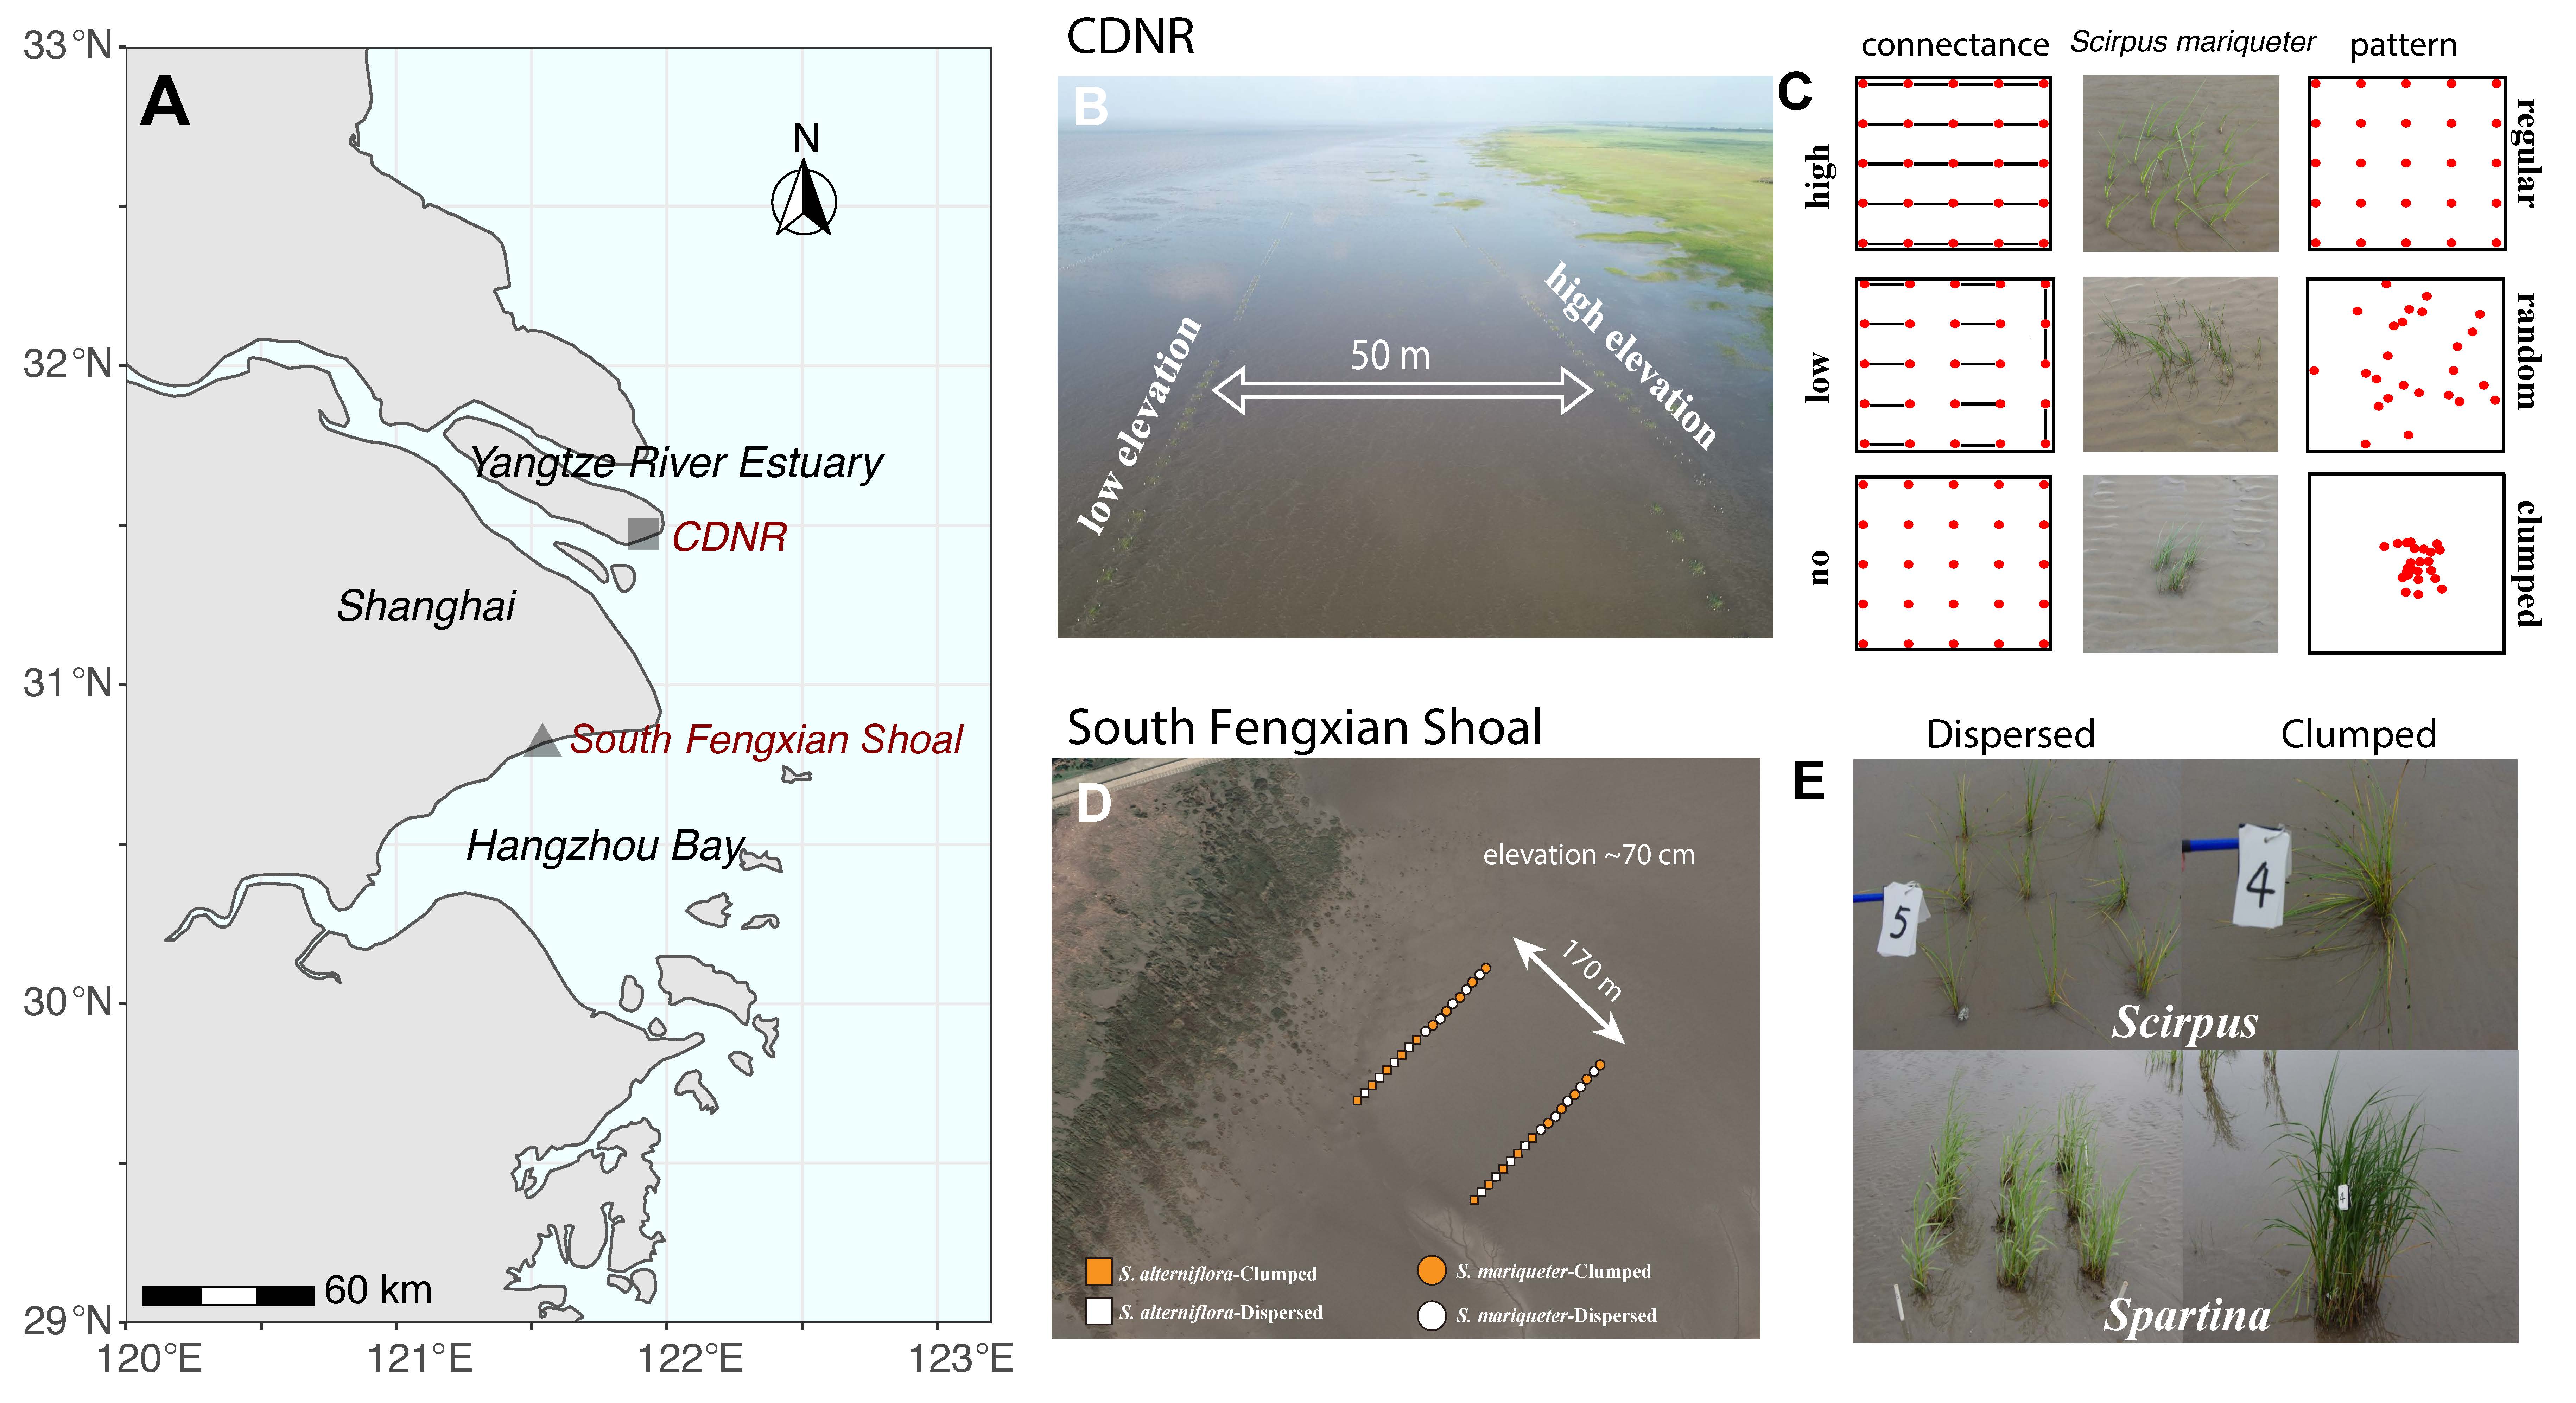 33°N
32°N
31°N
30°N
29°N
120°E
121°E
122°E
123°E
A
N
Yangtze River Estuary
CDNR
Shanghai
South Fengxian Shoal
Hangzhou Bay
60 km
CDNR
B
50 m
low elevation
high elevation
C
connectance
Scirpus mariqueter
pattern
high
regular
low
random
no
clumped
South Fengxian Shoal
D
elevation ~70 cm
170 m
S. alterniflora-Clumped
S. mariqueter-Clumped
S. alterniflora-Dispersed
S. mariqueter-Dispersed
E
Dispersed
Clumped
5
4
Scirpus
4
Spartina